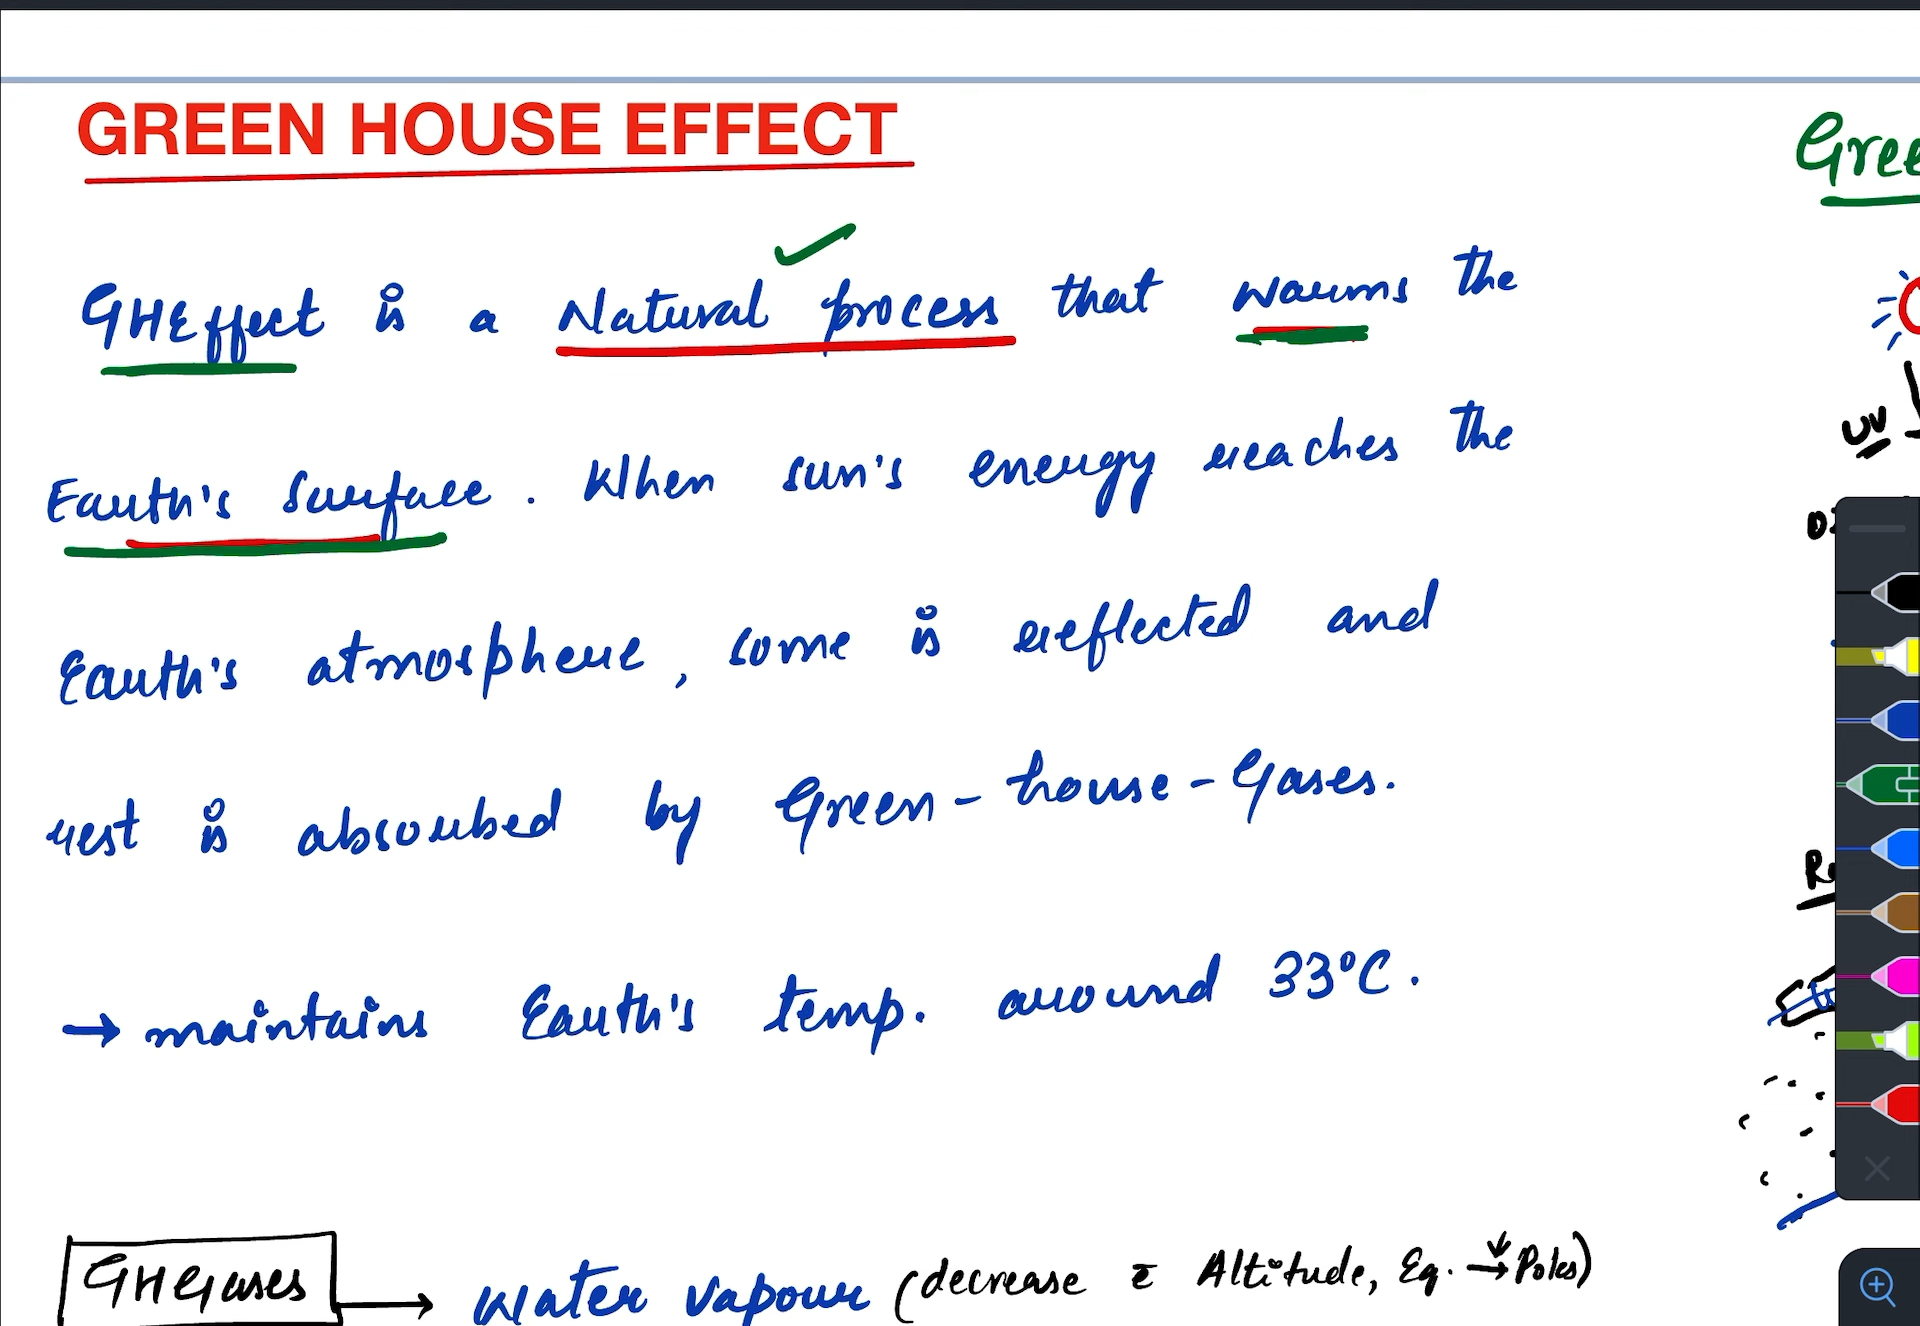 GREEN HOUSE EFFECT
GHEffect is a Natural process that warms the
Earth's Surface. When sun's energy reaches the
Earth's atmosphere, some is reflected and
rest is absorbed by Green-house-Gases.
→ maintains Earth's temp. around 33°C.
GHGases → Water vapour (decrease c̄ Altitude, Eq. → Poles)
Gree
UV